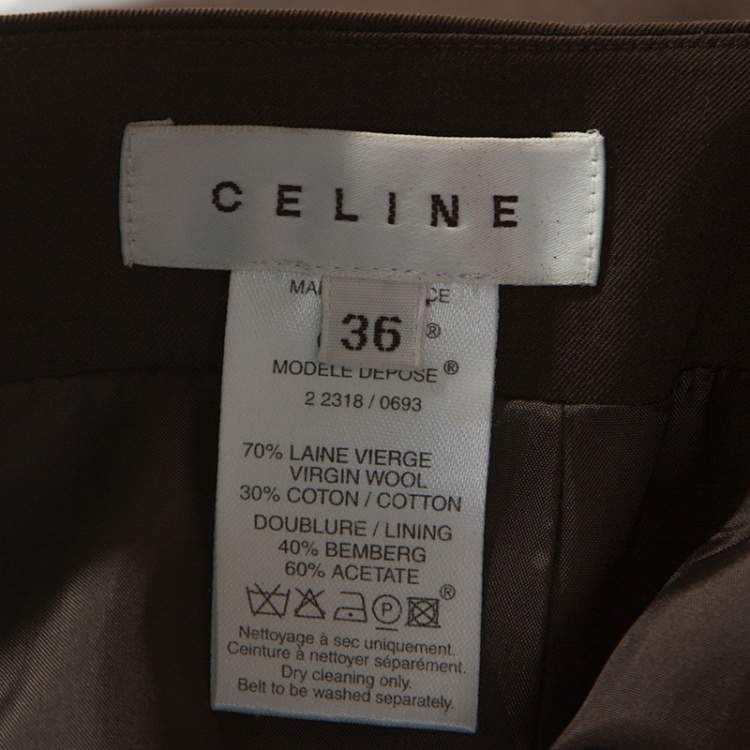 CELINE
36
®
MODELE DEPOSE ®
2 2318 / 0693
70% LAINE VIERGE
VIRGIN WOOL
30% COTON / COTTON
DOUBLURE / LINING
40% BEMBERG
60% ACETATE
®
P
Nettoyage à sec uniquement.
Ceinture à nettoyer séparément.
Dry cleaning only.
Belt to be washed separately.